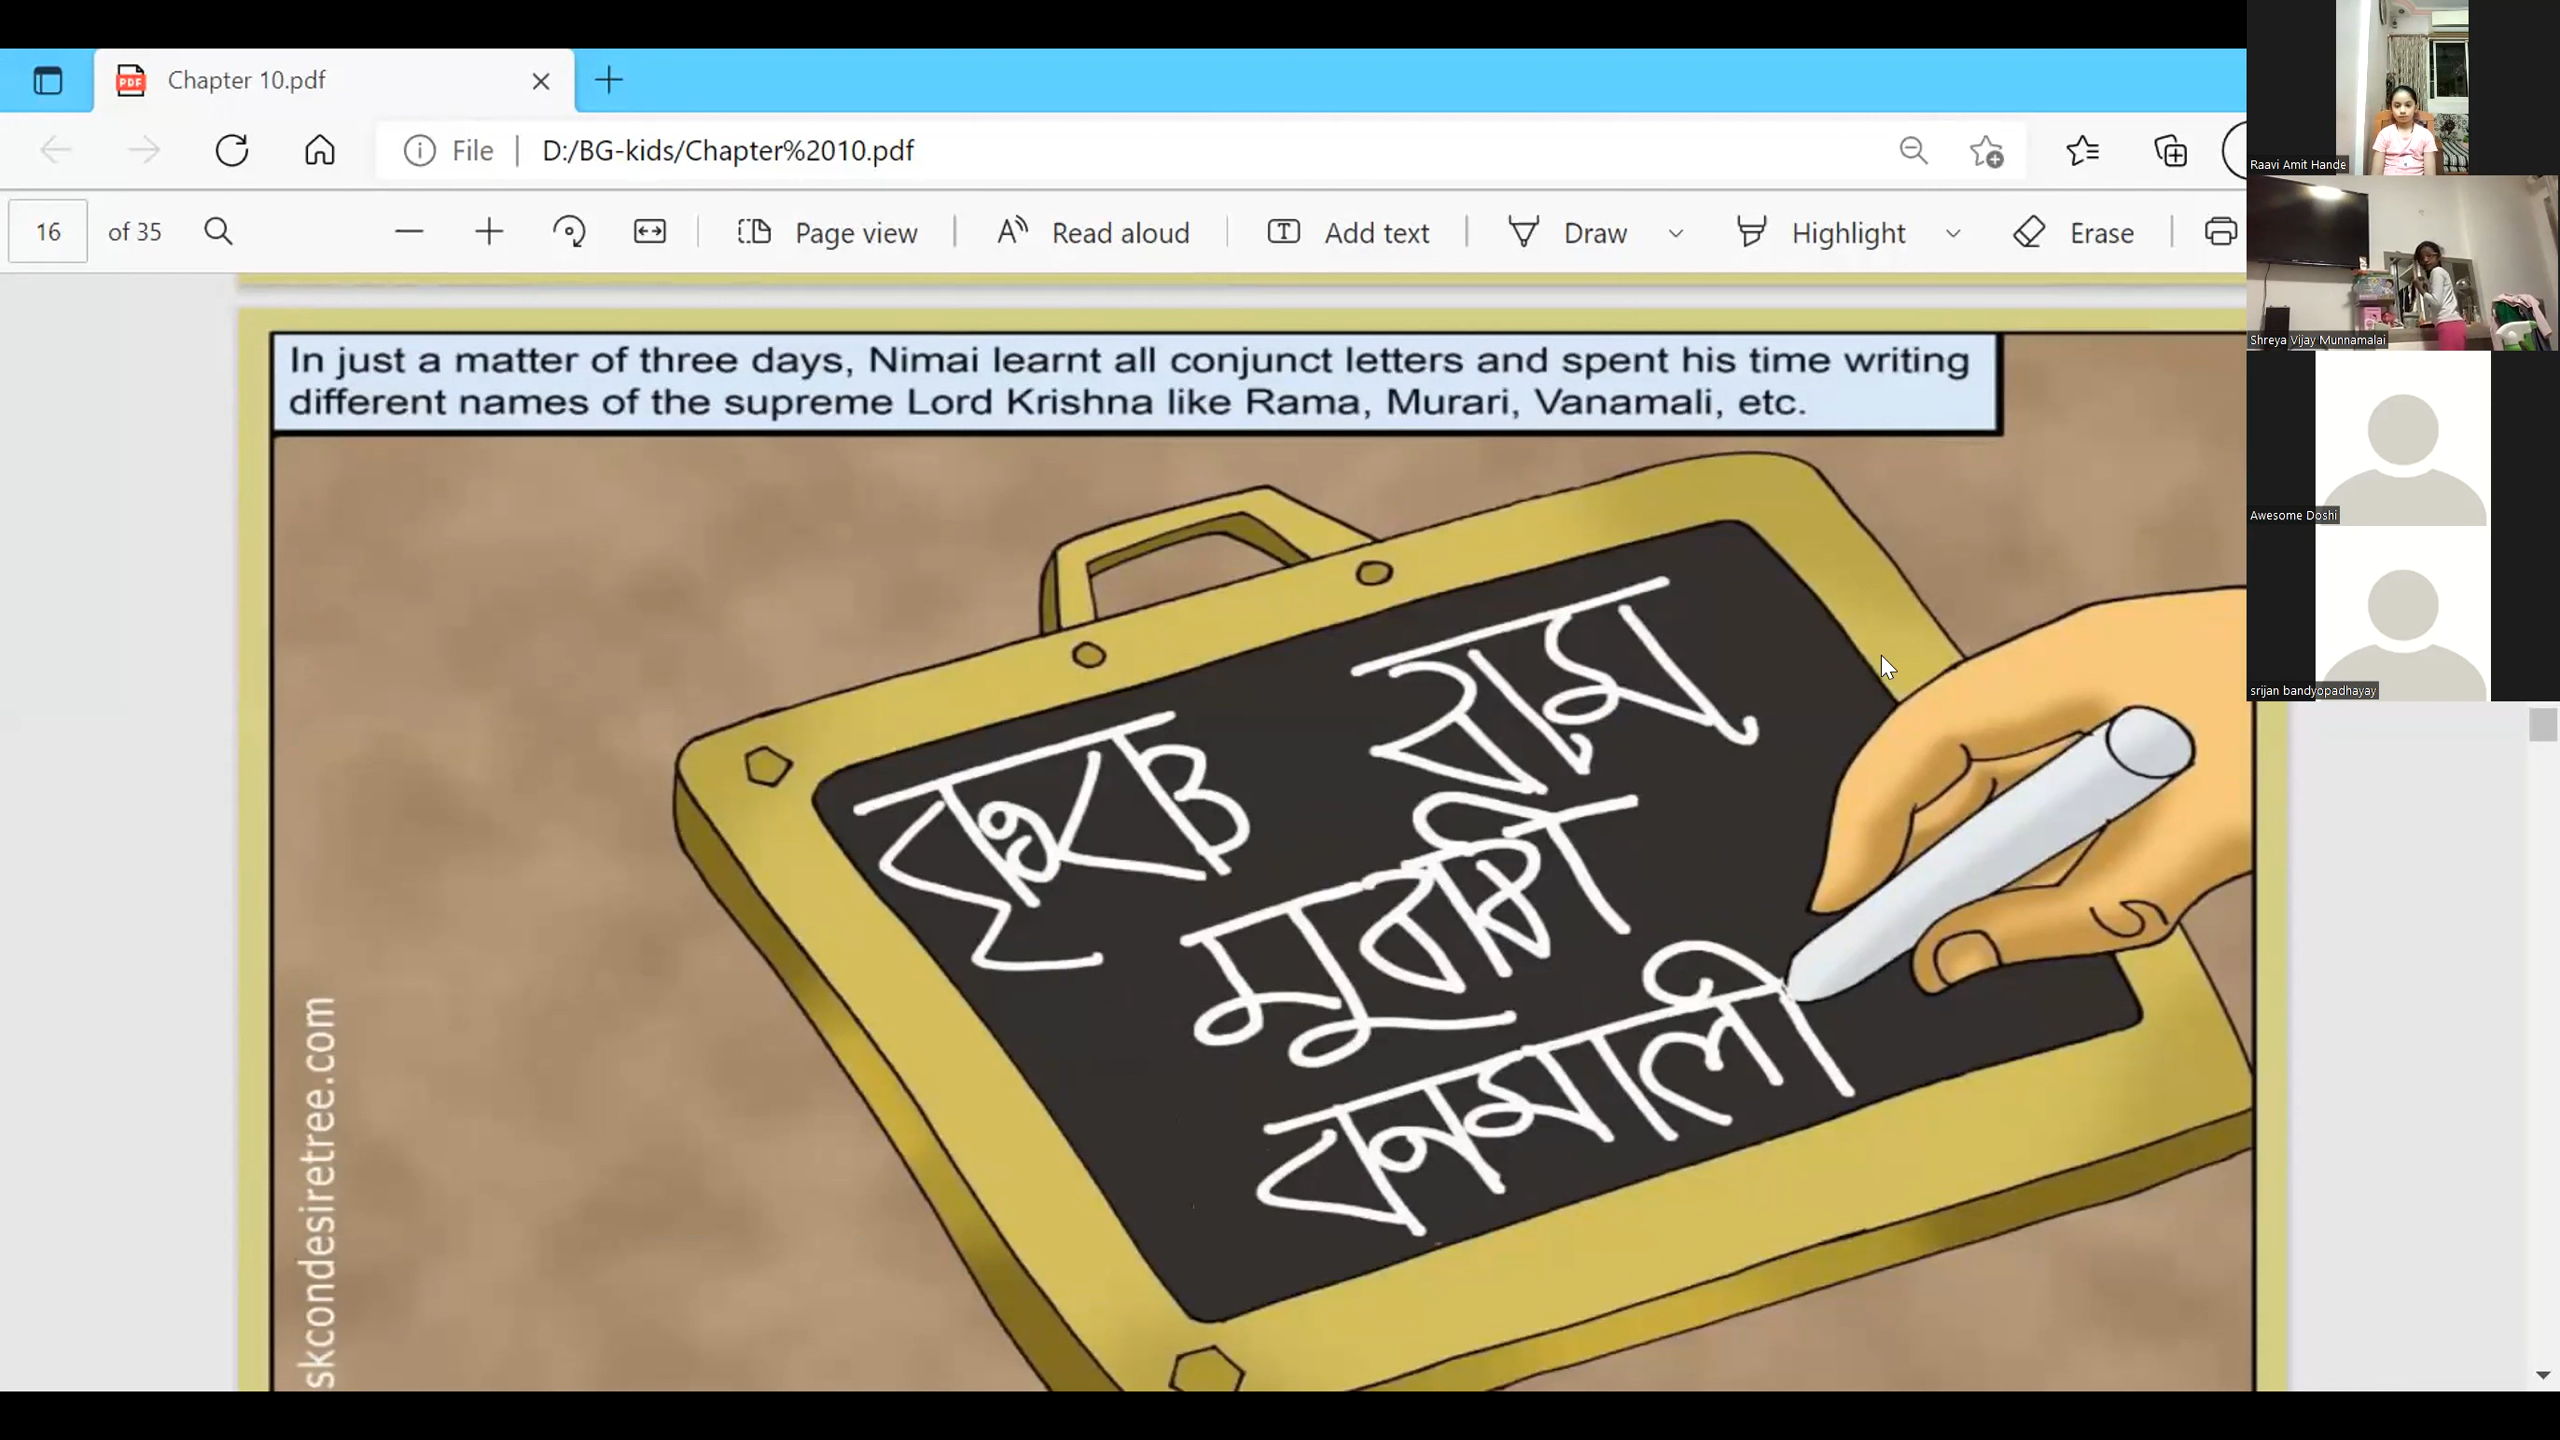 Chapter 10.pdf
File D:/BG-kids/Chapter%2010.pdf
16 of 35 Page view Read aloud Add text Draw Highlight Erase
In just a matter of three days, Nimai learnt all conjunct letters and spent his time writing
different names of the supreme Lord Krishna like Rama, Murari, Vanamali, etc.
রাম
বনমালী
skcondesiretree.com
Raavi Amit Hande
Shreya Vijay Munnamalai
Awesome Doshi
srijan bandyopadhayay